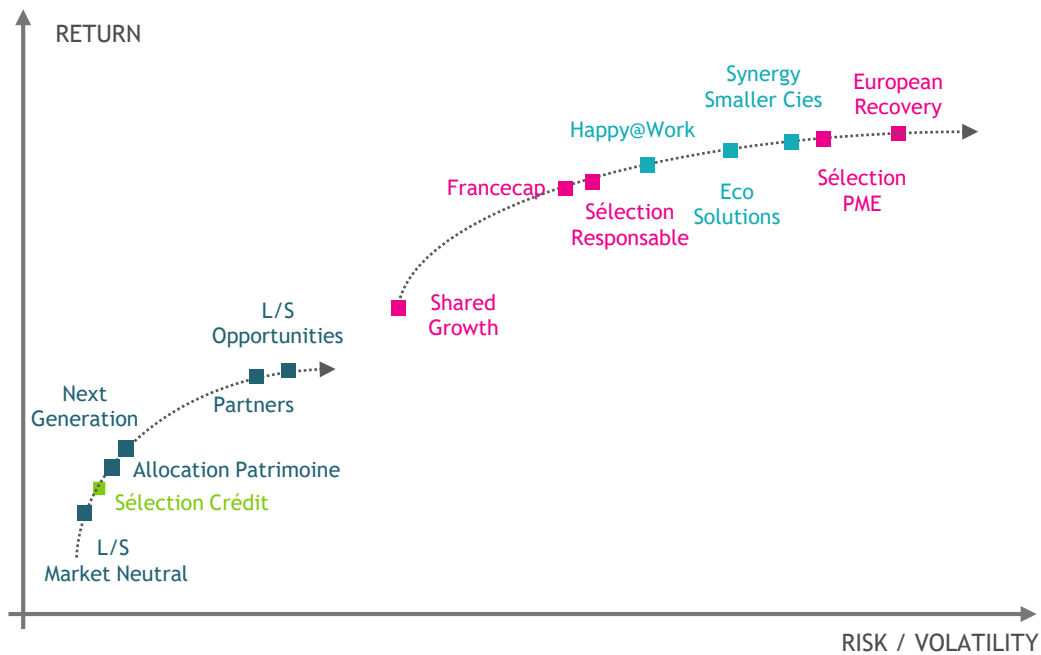 RETURN
Synergy
Smaller Cies
European
Recovery
Happy@Work
Francecap
Sélection
Responsable
Eco
Solutions
Sélection
PME
Shared
Growth
L/S
Opportunities
Next
Generation
Partners
Allocation Patrimoine
Sélection Crédit
L/S
Market Neutral
RISK / VOLATILITY